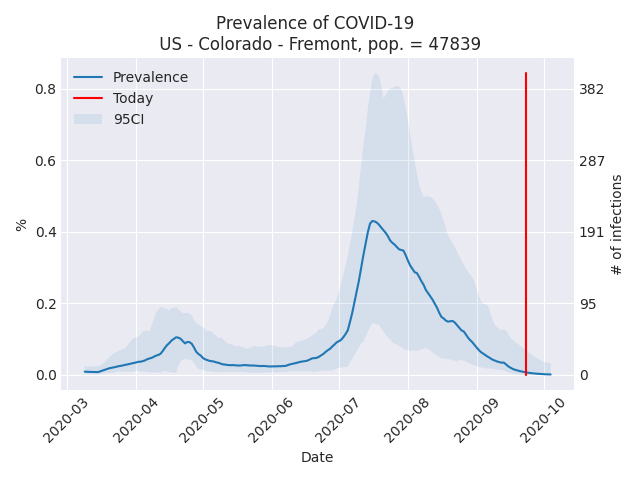 Prevalence of COVID-19
US - Colorado - Fremont, pop. = 47839
Prevalence
Today
95CI
0.8
0.6
0.4
0.2
0.0
%
382
287
191
95
0
# of infections
2020-03
2020-04
2020-05
2020-06
2020-07
2020-08
2020-09
2020-10
Date